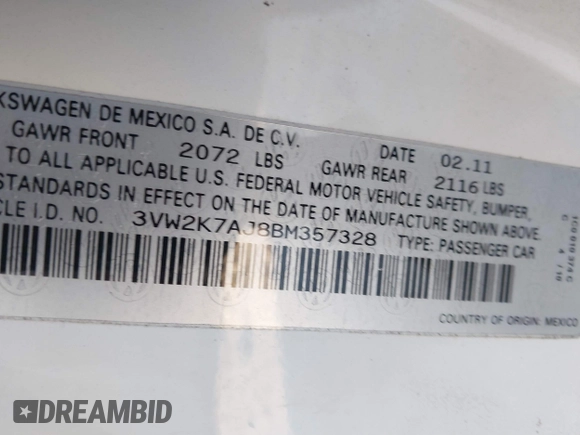 KSWAGEN DE MEXICO S.A. DE C.V.
DATE 02.11
GAWR FRONT 2072 LBS GAWR REAR 2116 LBS
TO ALL APPLICABLE U.S. FEDERAL MOTOR VEHICLE SAFETY, BUMPER,
STANDARDS IN EFFECT ON THE DATE OF MANUFACTURE SHOWN ABOVE.
CLE I.D. NO. 3VW2K7AJ8BM357328 TYPE: PASSENGER CAR
COUNTRY OF ORIGIN: MEXICO
DREAMBID